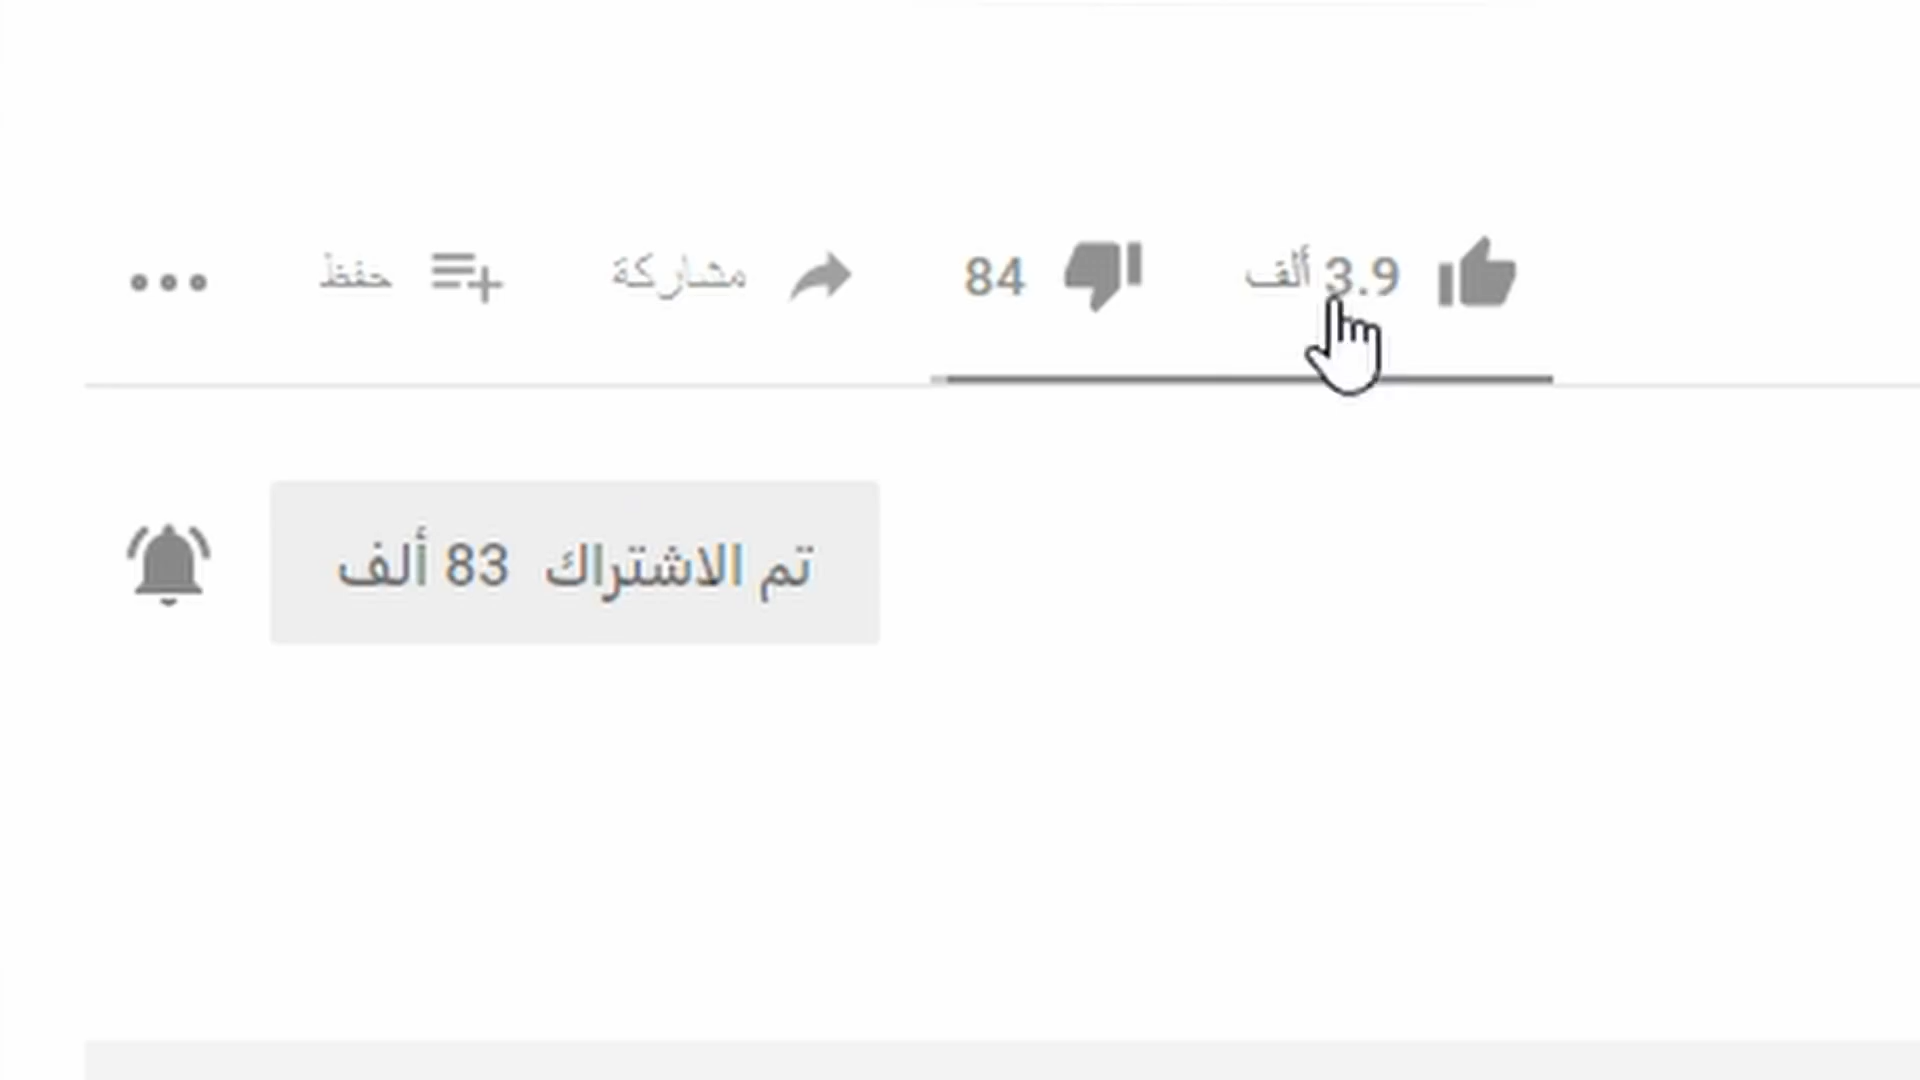 3.9 ألف 84 مشاركة حفظ
تم الاشتراك 83 ألف